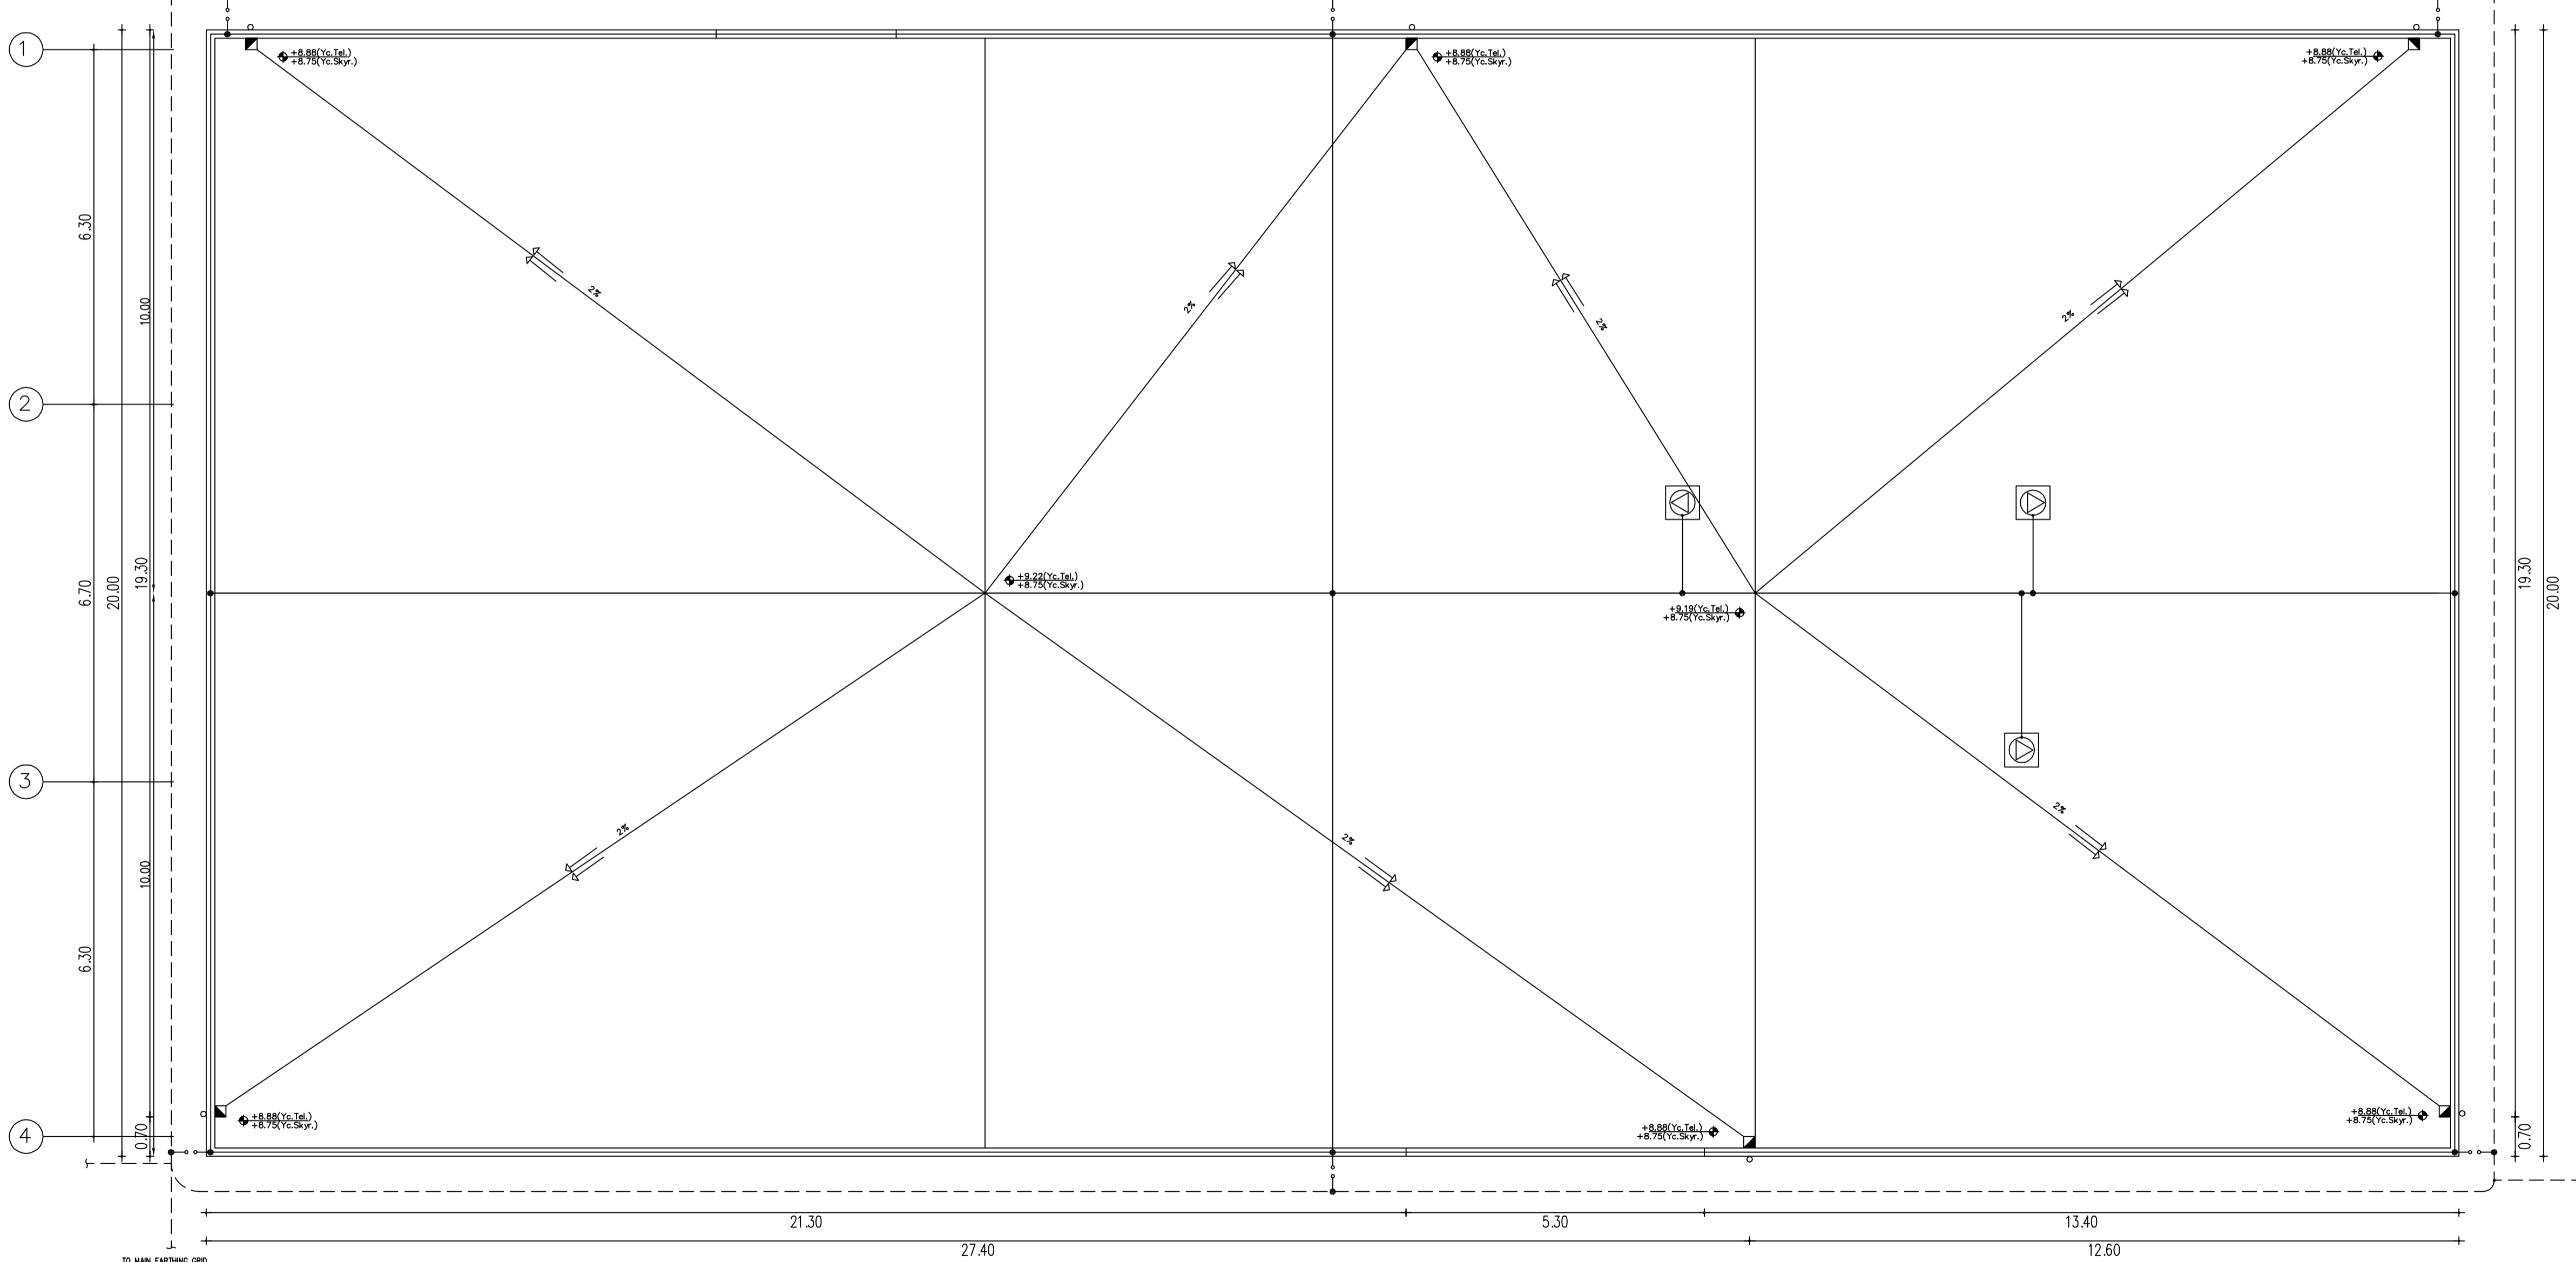 1
+8.88(Yc.Tel.)
+8.75(Yc.Skyr.)
+8.88(Yc.Tel.)
+8.75(Yc.Skyr.)
+8.88(Yc.Tel.)
+8.75(Yc.Skyr.)
6.30
10.00
2%
2%
2%
2%
2
6.70
20.00
19.30
+9.22(Yc.Tel.)
+8.75(Yc.Skyr.)
+9.19(Yc.Tel.)
+8.75(Yc.Skyr.)
19.30
20.00
3
2%
2%
2%
10.00
6.30
4
0.70
+8.88(Yc.Tel.)
+8.75(Yc.Skyr.)
+8.88(Yc.Tel.)
+8.75(Yc.Skyr.)
+8.88(Yc.Tel.)
+8.75(Yc.Skyr.)
0.70
21.30
5.30
13.40
27.40
12.60
TO MAIN EARTHING GRID